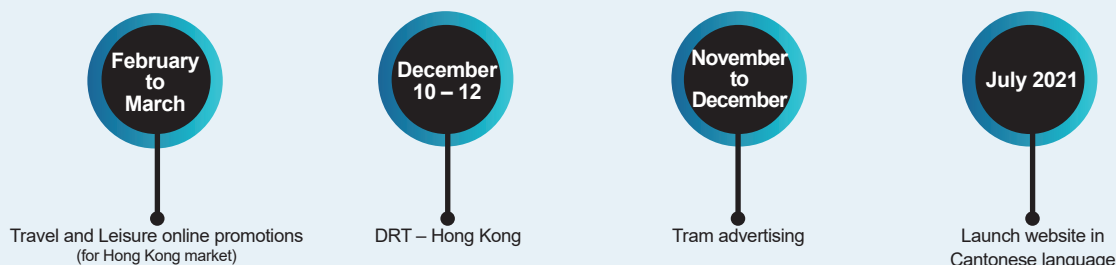 February
to
March
Travel and Leisure online promotions
(for Hong Kong market)
December
10 – 12
DRT – Hong Kong
November
to
December
Tram advertising
July 2021
Launch website in
Cantonese language